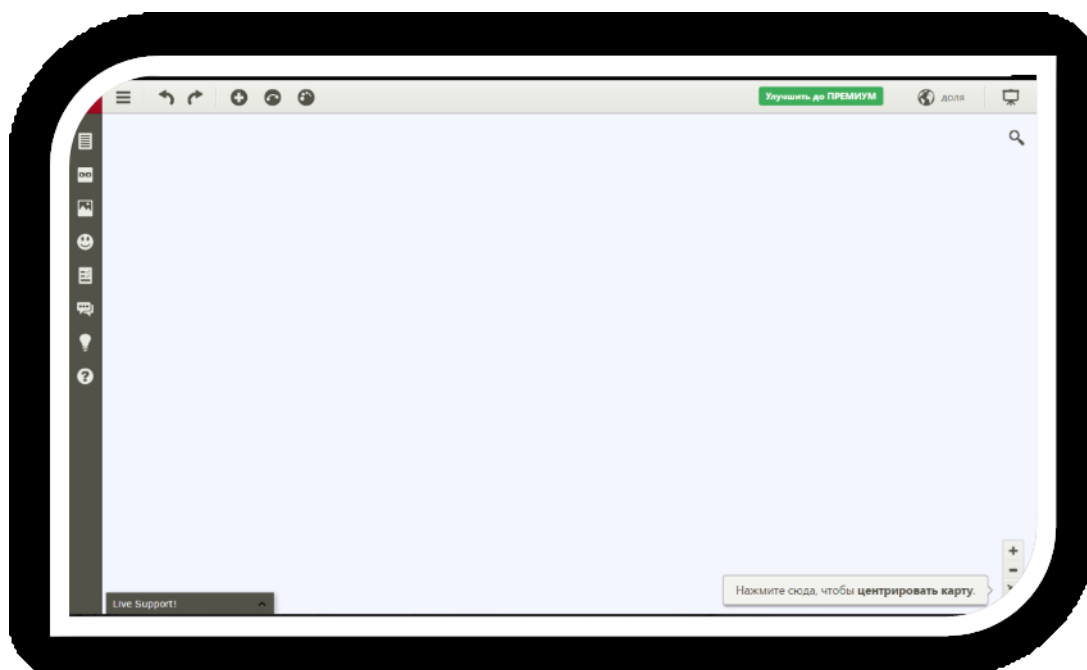 Улучшить до ПРЕМИУМ
доля
Нажмите сюда, чтобы центрировать карту.
Live Support!